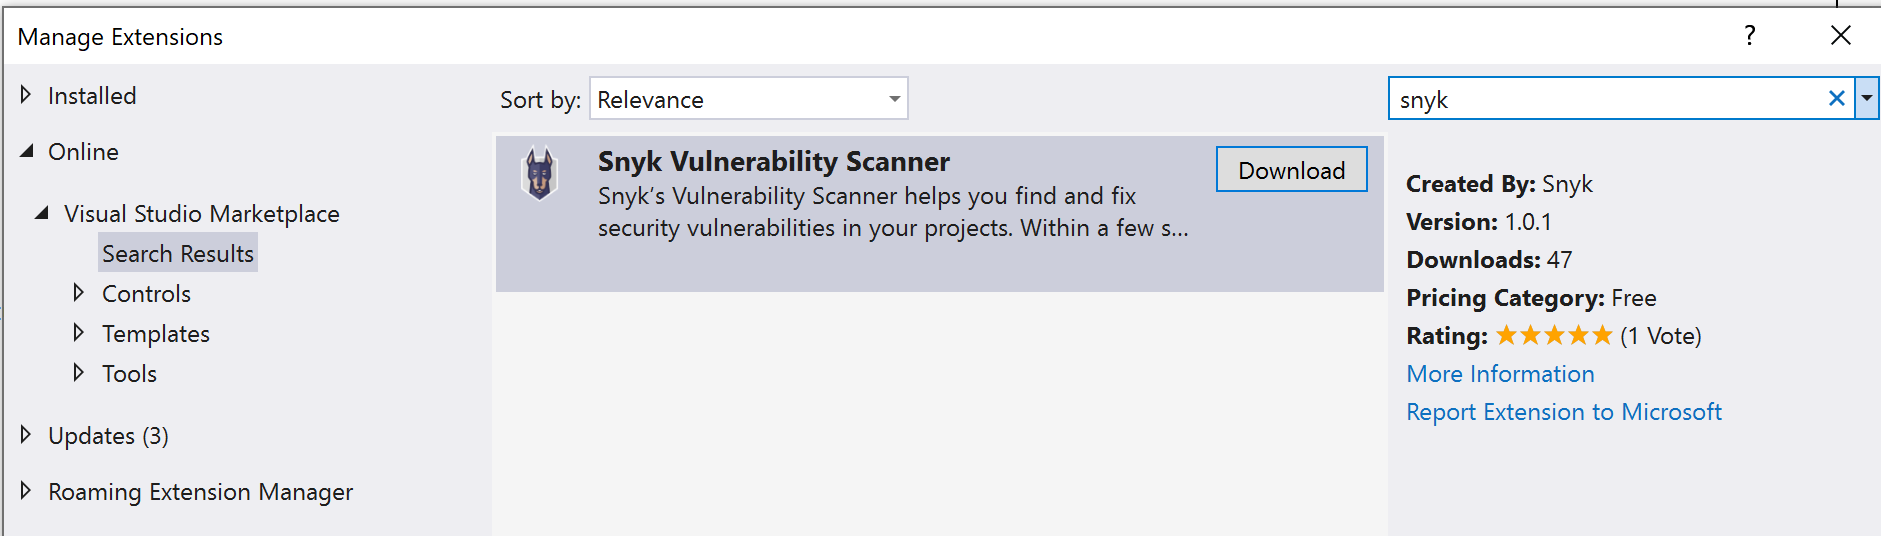 Manage Extensions
?
Installed
Online
Visual Studio Marketplace
Search Results
Controls
Templates
Tools
Updates (3)
Roaming Extension Manager
Sort by: Relevance
Snyk Vulnerability Scanner
Download
Snyk's Vulnerability Scanner helps you find and fix
security vulnerabilities in your projects. Within a few s...
snyk
Created By: Snyk
Version: 1.0.1
Downloads: 47
Pricing Category: Free
Rating: ★★★★★ (1 Vote)
More Information
Report Extension to Microsoft